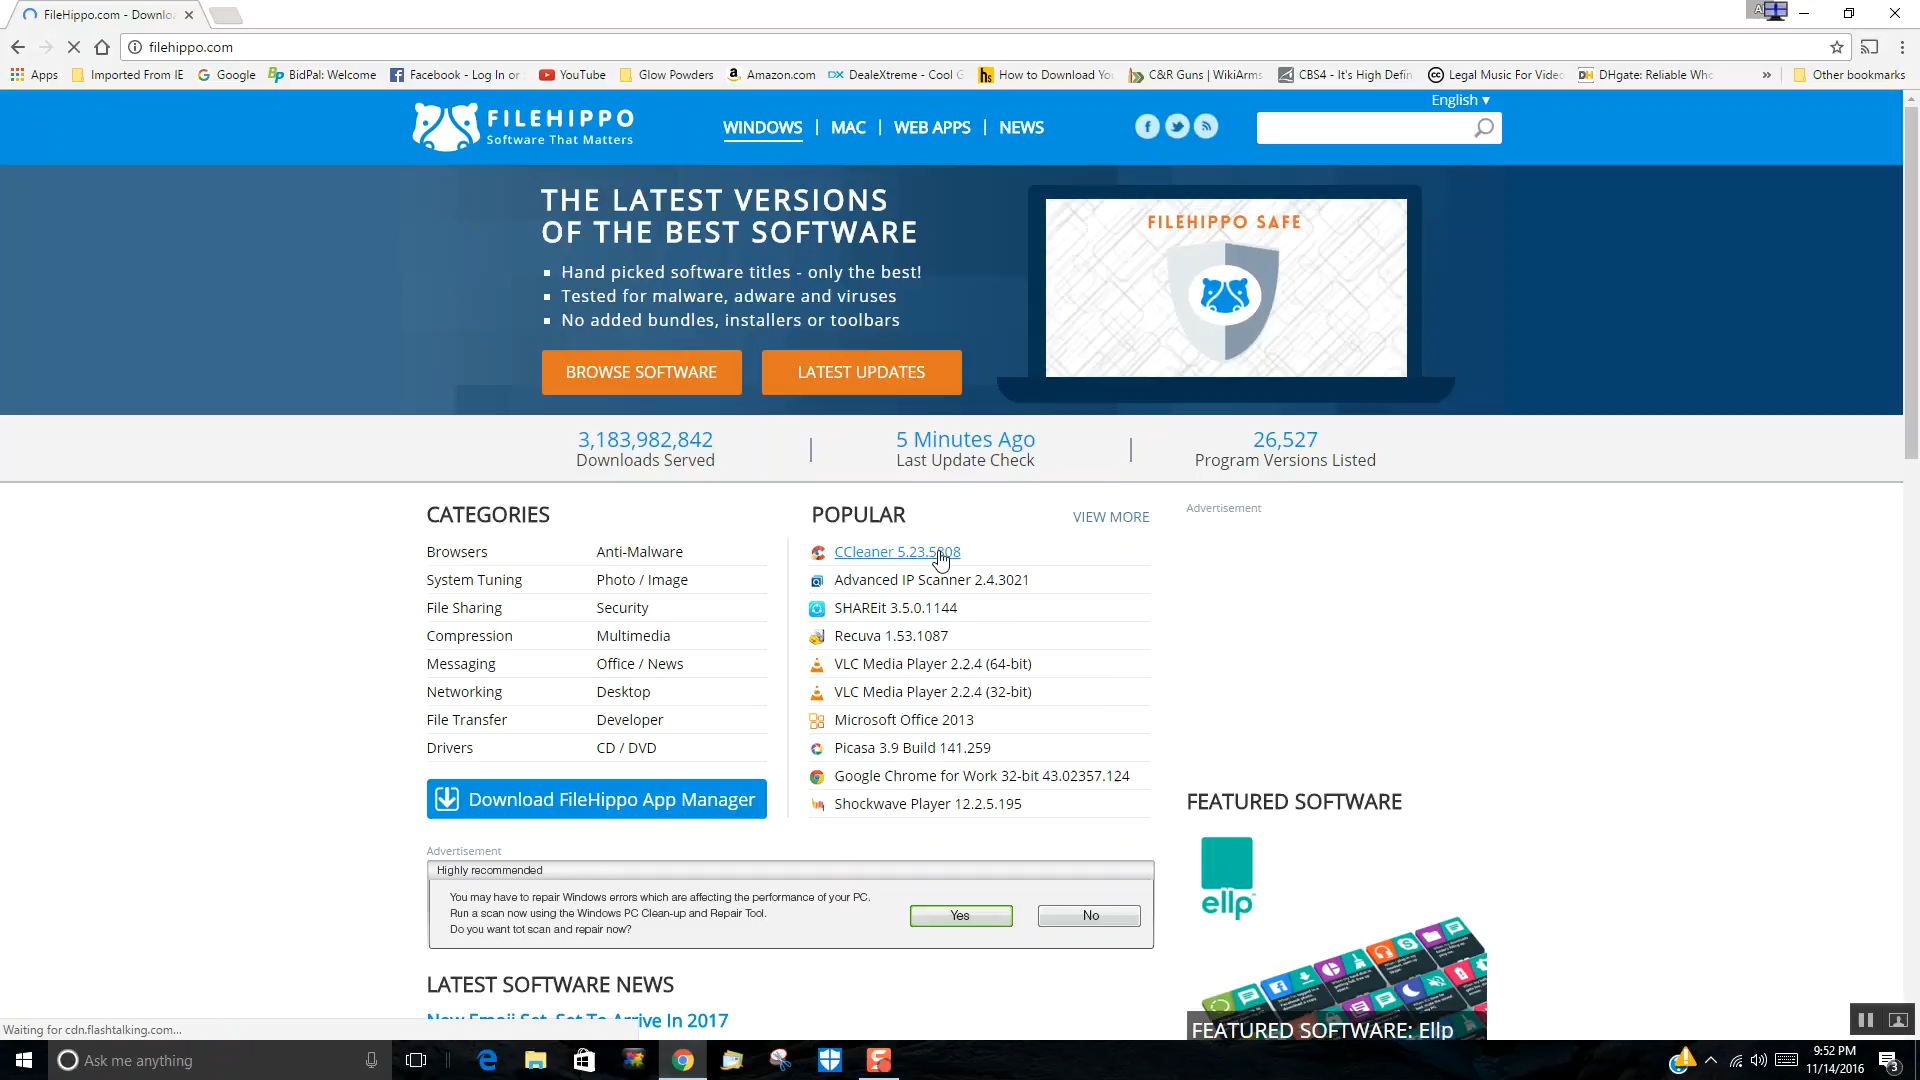 FileHippo.com - Downlo
filehippo.com
Apps
Imported From IE
Google
BidPal: Welcome
Facebook - Log In or
YouTube
Glow Powders
Amazon.com
DealeXtreme - Cool G
How to Download Yo
C&R Guns | WikiArms
CBS4 - It's High Defin
Legal Music For Video
DHgate: Reliable Who
»
Other bookmarks
FILEHIPPO
Software That Matters
WINDOWS | MAC | WEB APPS | NEWS
English ▾
THE LATEST VERSIONS
OF THE BEST SOFTWARE
Hand picked software titles - only the best!
Tested for malware, adware and viruses
No added bundles, installers or toolbars
BROWSE SOFTWARE
LATEST UPDATES
FILEHIPPO SAFE
3,183,982,842
Downloads Served
5 Minutes Ago
Last Update Check
26,527
Program Versions Listed
CATEGORIES
Browsers
Anti-Malware
System Tuning
Photo / Image
File Sharing
Security
Compression
Multimedia
Messaging
Office / News
Networking
Desktop
File Transfer
Developer
Drivers
CD / DVD
Download FileHippo App Manager
POPULAR
VIEW MORE
CCleaner 5.23.5808
Advanced IP Scanner 2.4.3021
SHAREit 3.5.0.1144
Recuva 1.53.1087
VLC Media Player 2.2.4 (64-bit)
VLC Media Player 2.2.4 (32-bit)
Microsoft Office 2013
Picasa 3.9 Build 141.259
Google Chrome for Work 32-bit 43.02357.124
Shockwave Player 12.2.5.195
Advertisement
FEATURED SOFTWARE
ellp
FEATURED SOFTWARE: Ellp
Advertisement
Highly recommended
You may have to repair Windows errors which are affecting the performance of your PC.
Run a scan now using the Windows PC Clean-up and Repair Tool.
Do you want tot scan and repair now?
Yes
No
LATEST SOFTWARE NEWS
New Emoji Set, Set To Arrive In 2017
Waiting for cdn.flashtalking.com...
Ask me anything
9:52 PM
11/14/2016
3